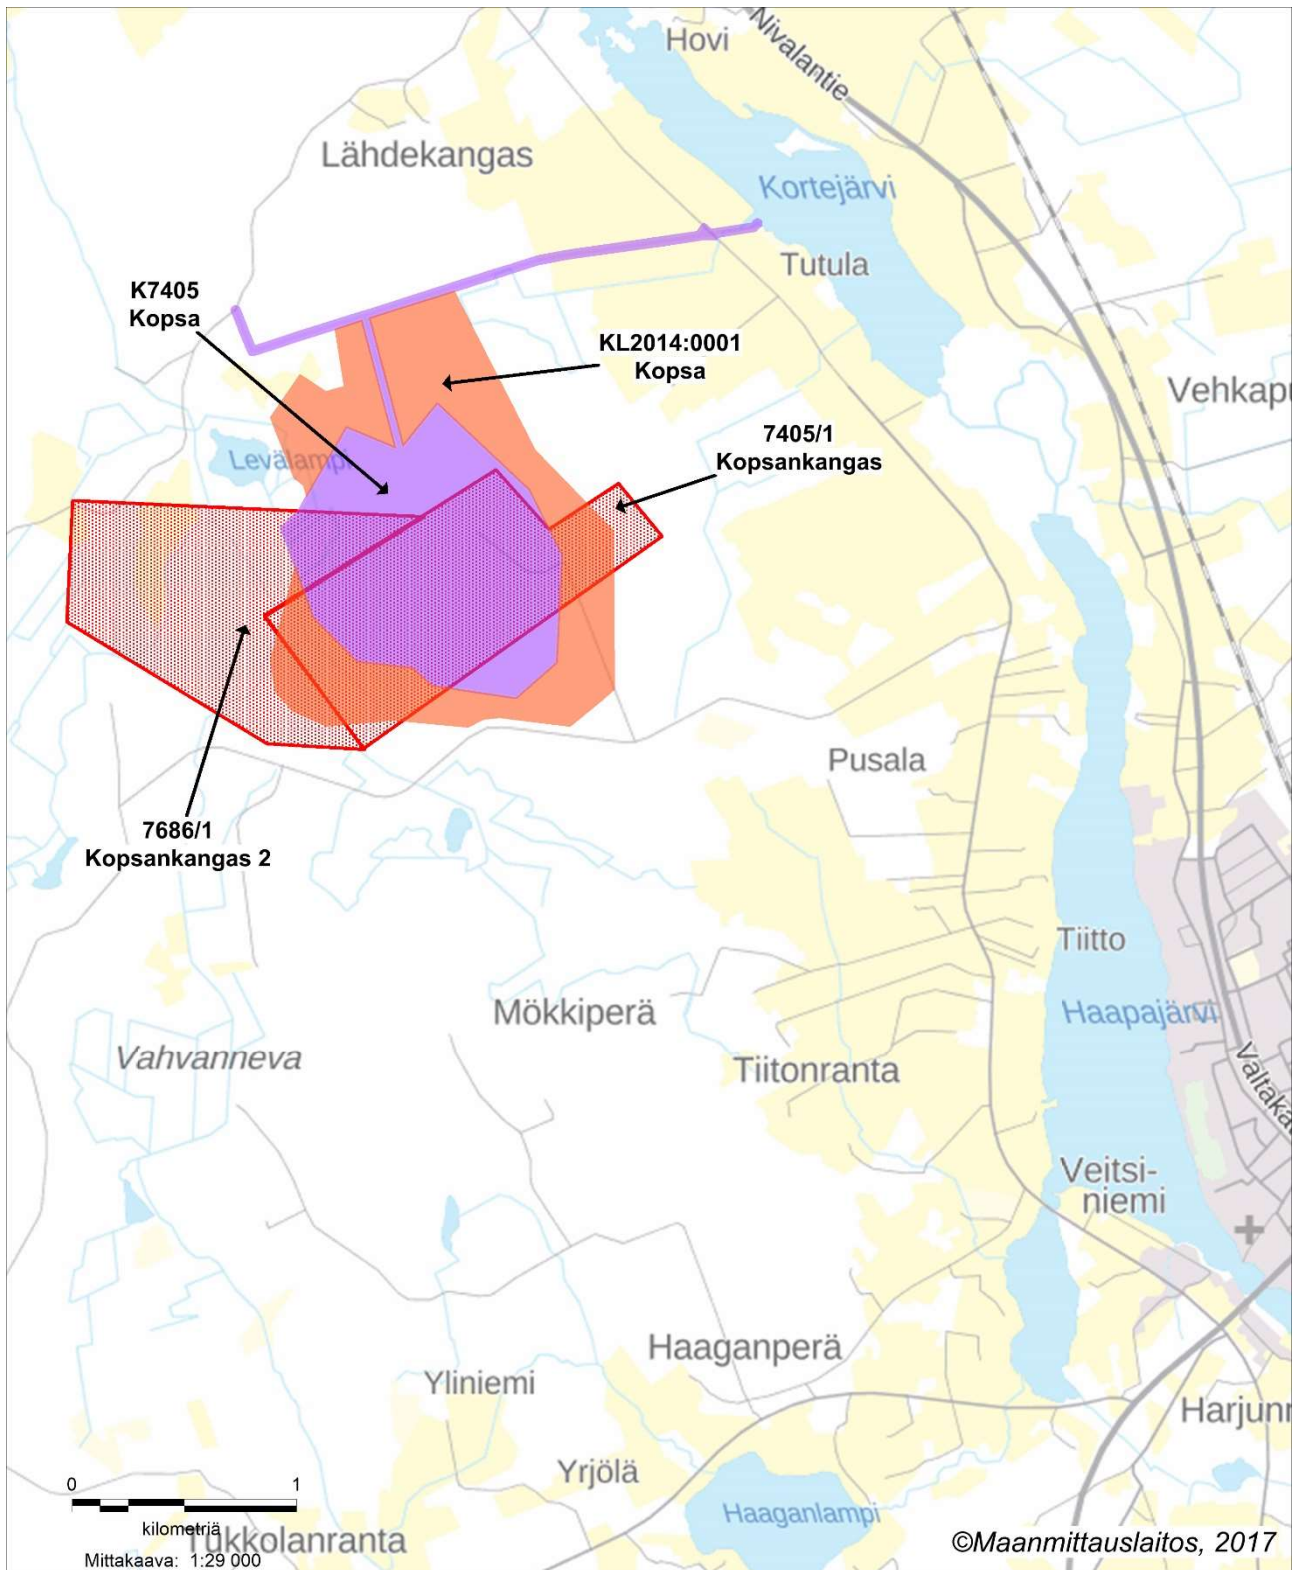 Hovi
Nivalantie
Lähdekangas
Kortejärvi
Tutula
K7405
Kopsa
KL2014:0001
Kopsa
Vehkapu
7405/1
Kopsankangas
Levälampi
Pusala
7686/1
Kopsankangas 2
Tiitto
Mökkiperä
Haapajärvi
Vahvanneva
Tiitonranta
Valtaka
Veitsi-
niemi
Haaganperä
Yliniemi
Harjunn
Yrjölä
0 1
Haaganlampi
kilometriä
Tukkolanranta
Mittakaava: 1:29 000
©Maanmittauslaitos, 2017